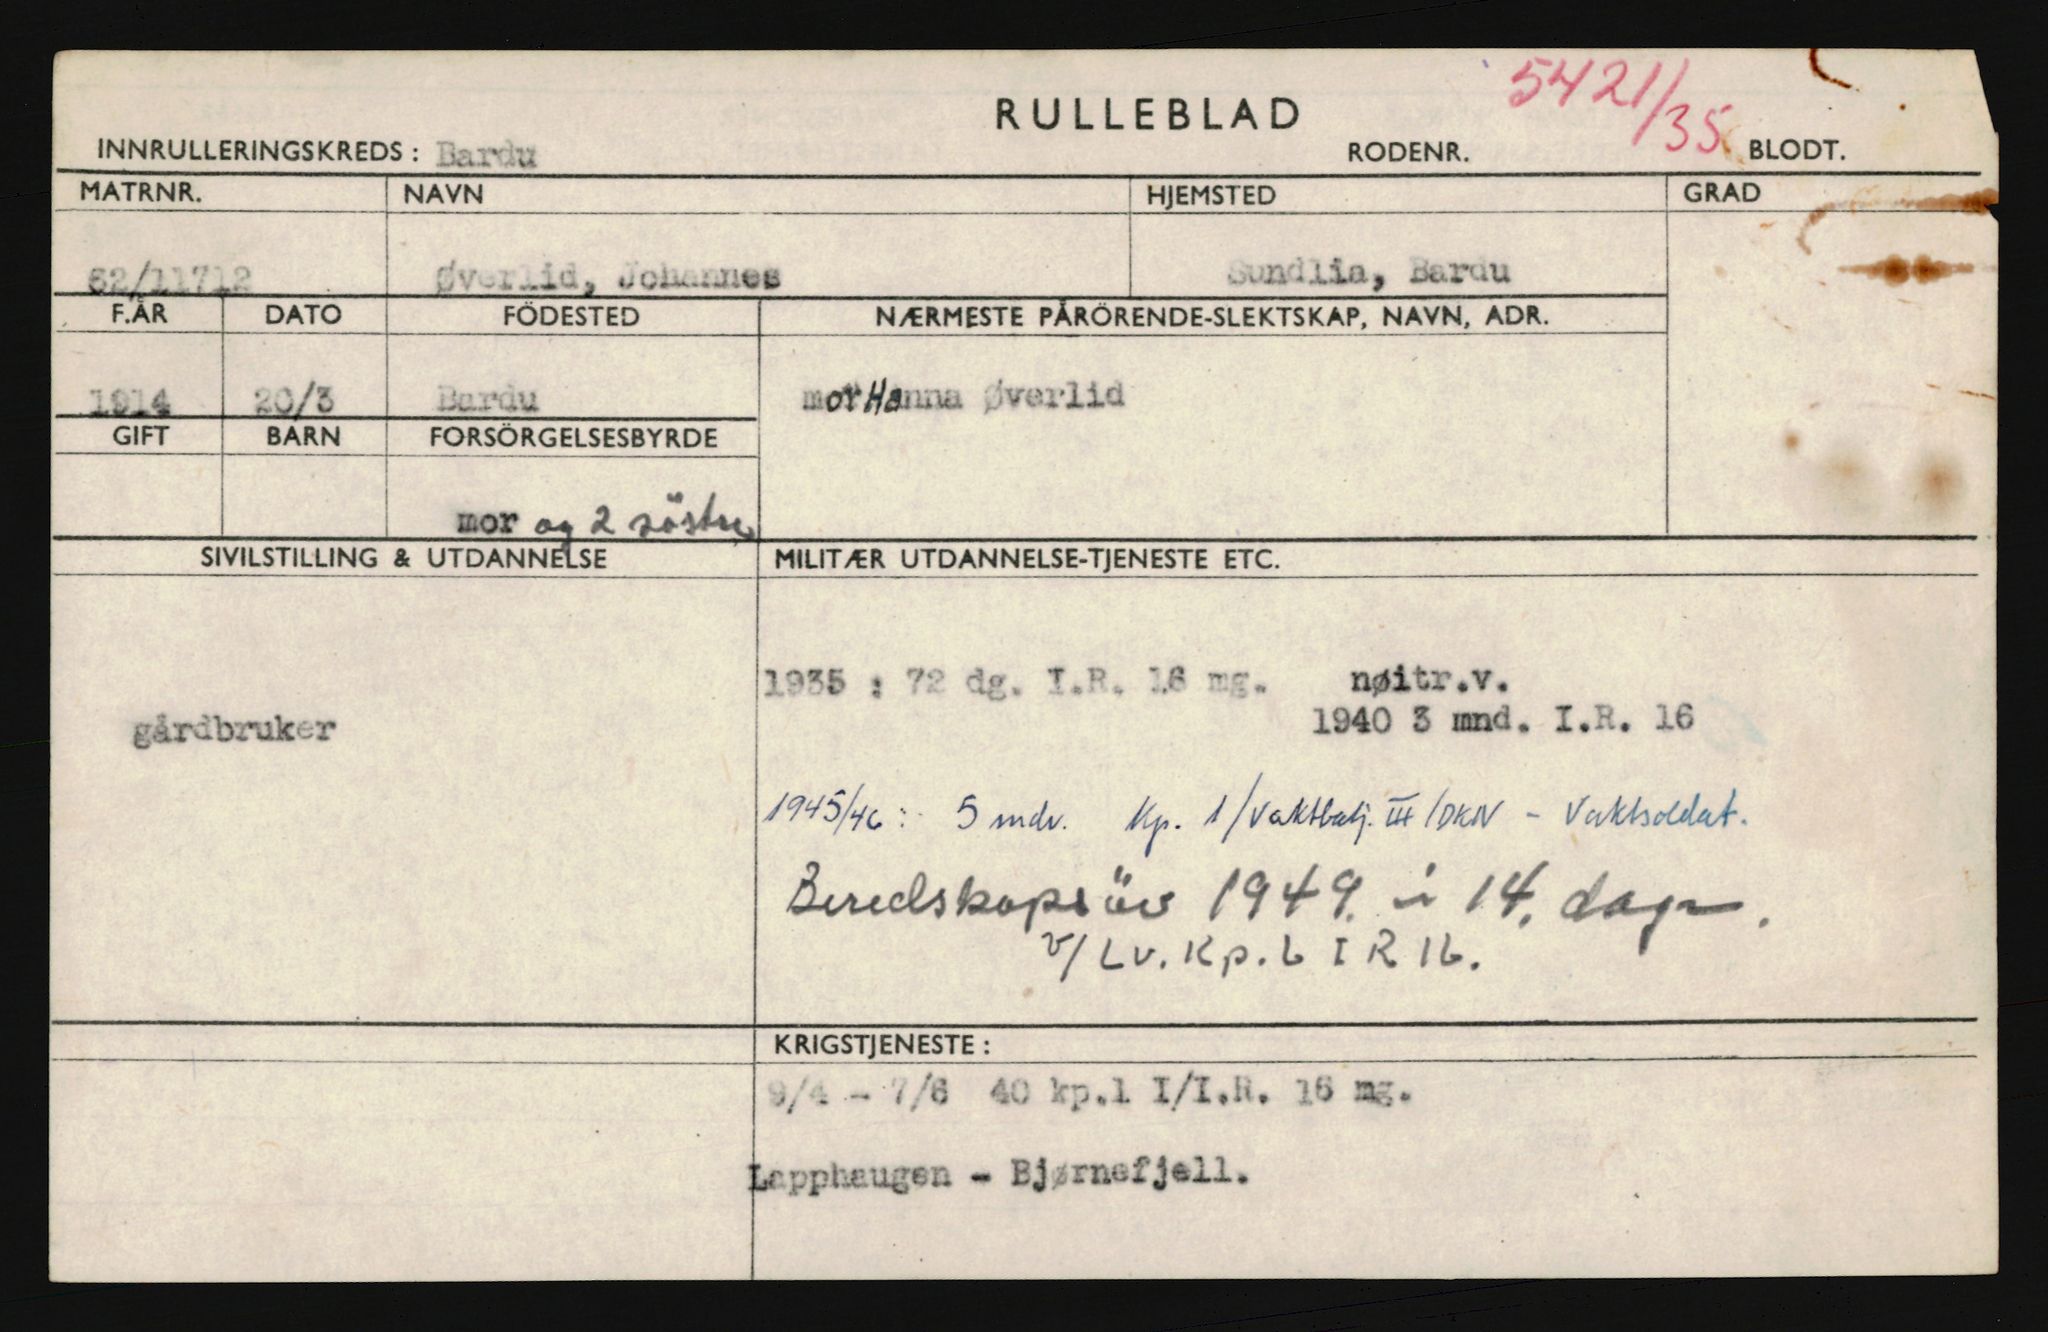 5421/35
RULLEBLAD
INNRULLERINGSKREDS: Bardu RODENR. BLODT.
MATRNR. NAVN HJEMSTED GRAD
62/11712 Øverlid, Johannes Sundlia, Bardu
F.ÅR DATO FÖDESTED NÆRMESTE PÅRÖRENDE-SLEKTSKAP, NAVN, ADR.
1914 20/3 Bardu mor Hanna Øverlid
GIFT BARN FORSÖRGELSESBYRDE
mor og 2 söstre
SIVILSTILLING & UTDANNELSE MILITÆR UTDANNELSE-TJENESTE ETC.
1935 : 72 dg. I.R. 16 mg. nøitr.v.
gårdbruker 1940 3 mnd. I.R. 16
1945/46: 5 mdr. Kp. 1/Vaktbatj. III/DKN - Vaktsoldat.
Beredskapsöv 1949. i 14. dager.
v/Lv.Kp.6 IR16.
KRIGSTJENESTE:
9/4 - 7/6 40 kp.1 I/I.R. 16 mg.
Lapphaugen - Bjørnefjell.